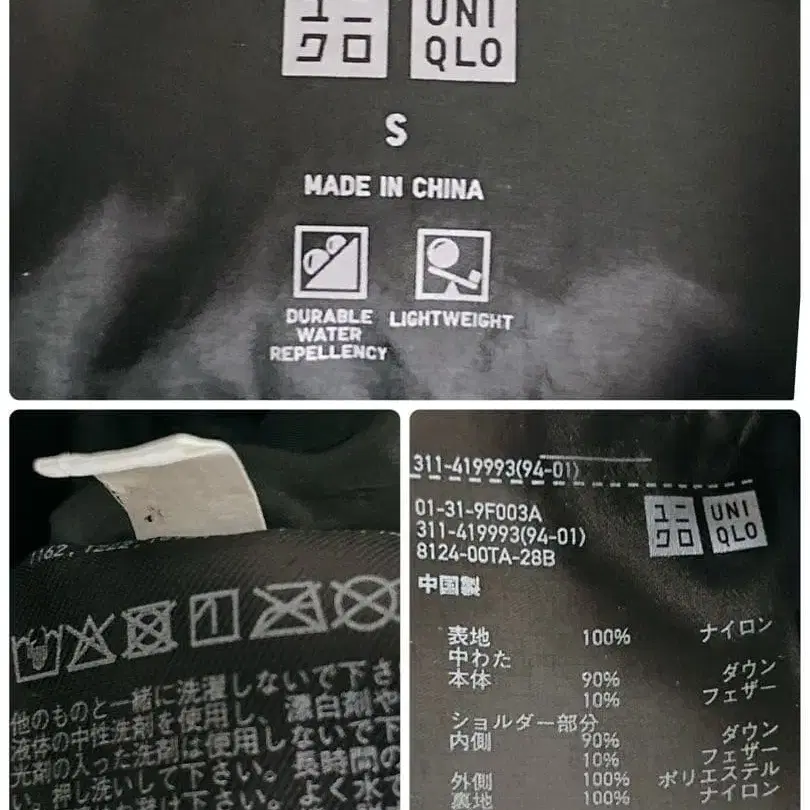 ユニ UNI
クロ QLO
S
MADE IN CHINA
DURABLE WATER REPELLENCY
LIGHTWEIGHT
他のものと一緒に洗濯しないで下さ
液体の中性洗剤を使用し、漂白剤や
光剤の入った洗剤は使用しないで下
い。押し洗いして下さい。長時間の
よく水で
311-419993(94-01)
01-31-9F003A
311-419993(94-01)
8124-00TA-28B
ユニ UNI
クロ QLO
中国製
表地 100% ナイロン
中わた
本体 90% ダウン
10% フェザー
ショルダー部分
内側 90% ダウン
10% フェザー
外側 100% ポリエステル
裏地 100% ナイロン